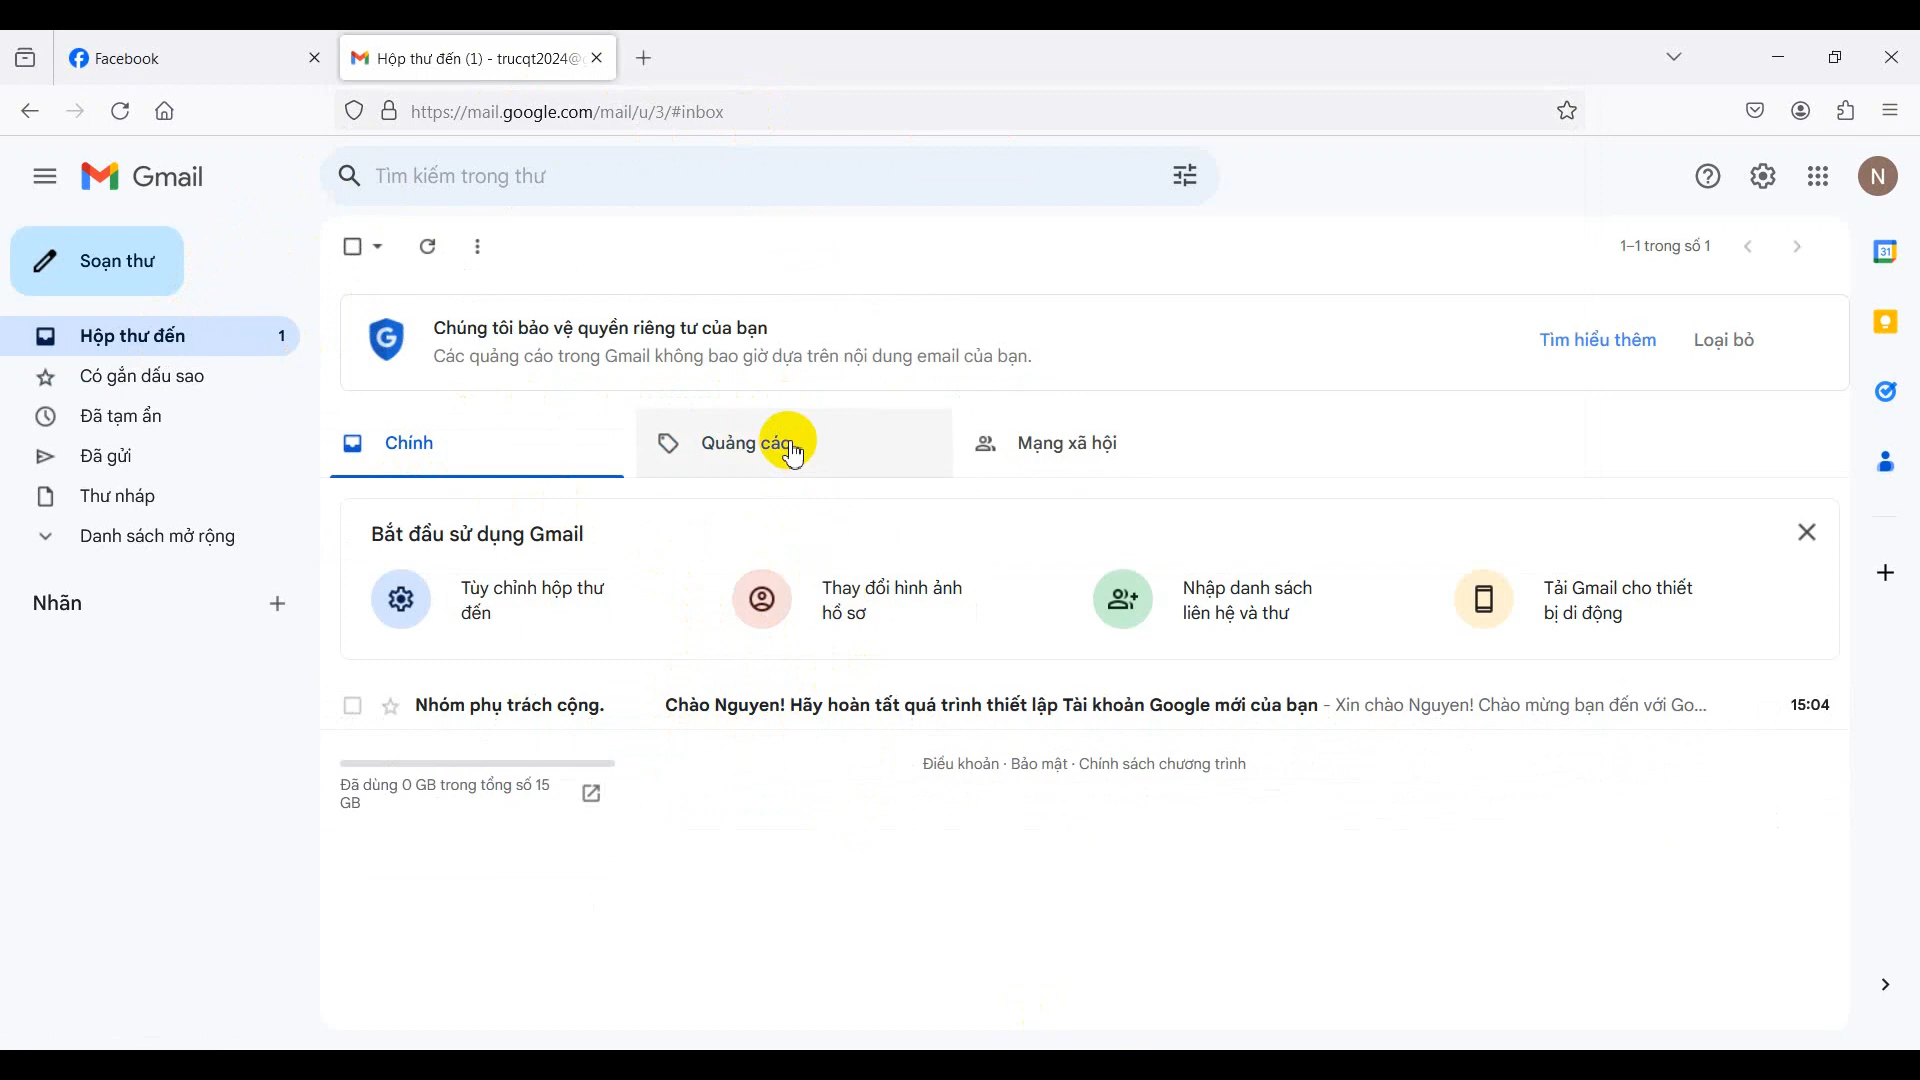 Facebook
Hộp thư đến (1) - trucqt2024@
https://mail.google.com/mail/u/3/#inbox
Gmail
Tìm kiếm trong thư
N
Soạn thư
1–1 trong số 1
31
Hộp thư đến 1
Có gắn dấu sao
Đã tạm ẩn
Đã gửi
Thư nháp
Danh sách mở rộng
Nhãn
G
Chúng tôi bảo vệ quyền riêng tư của bạn
Các quảng cáo trong Gmail không bao giờ dựa trên nội dung email của bạn.
Tìm hiểu thêm
Loại bỏ
Chính
Quảng cáo
Mạng xã hội
Bắt đầu sử dụng Gmail
Tùy chỉnh hộp thư
đến
Thay đổi hình ảnh
hồ sơ
Nhập danh sách
liên hệ và thư
Tải Gmail cho thiết
bị di động
Nhóm phụ trách cộng. Chào Nguyen! Hãy hoàn tất quá trình thiết lập Tài khoản Google mới của bạn - Xin chào Nguyen! Chào mừng bạn đến với Go... 15:04
Đã dùng 0 GB trong tổng số 15
GB
Điều khoản · Bảo mật · Chính sách chương trình